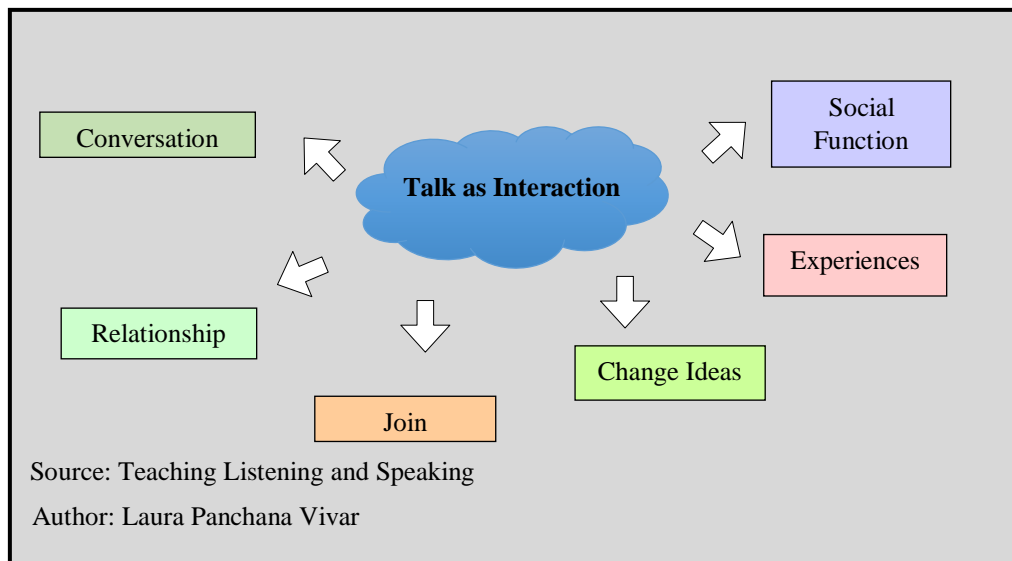 Social
Function
Conversation
Talk as Interaction
Experiences
Relationship
Change Ideas
Join
Source: Teaching Listening and Speaking
Author: Laura Panchana Vivar